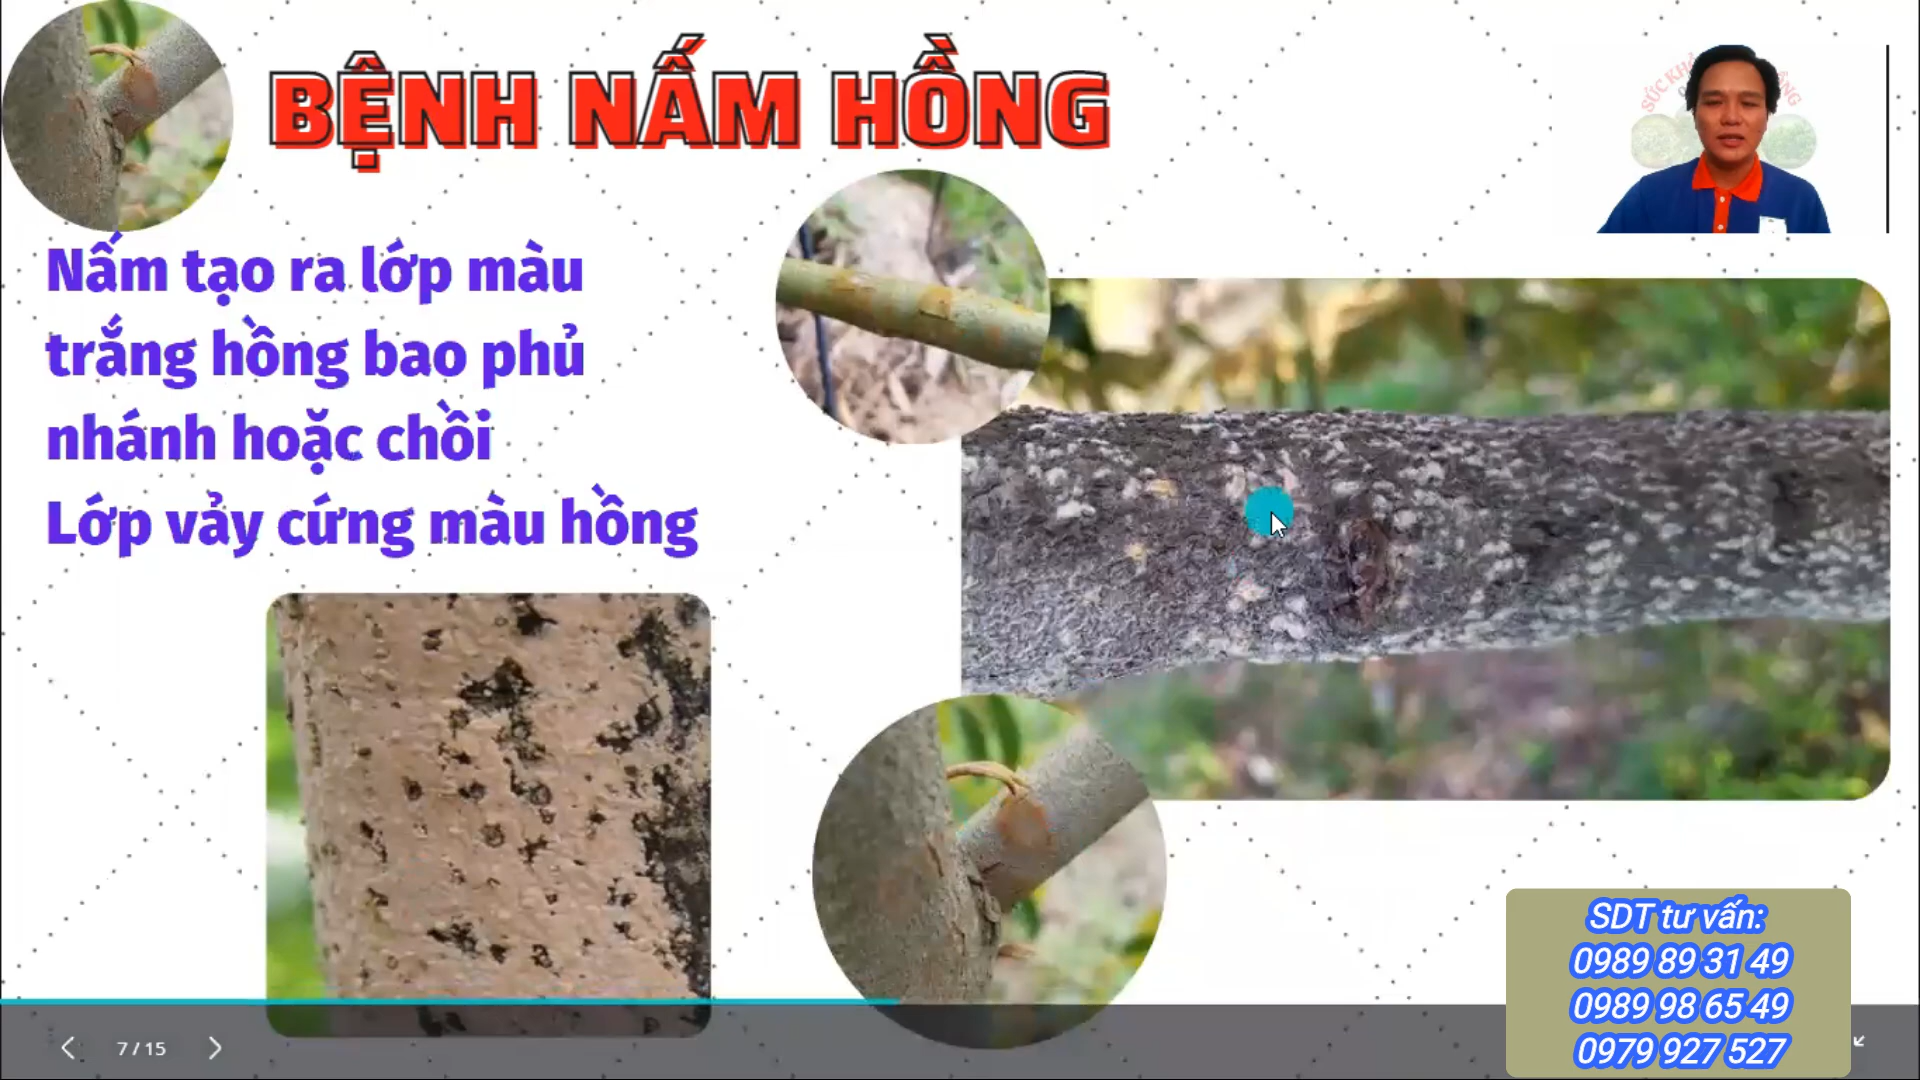 BỆNH NẤM HỒNG
Nấm tạo ra lớp màu
trắng hồng bao phủ
nhánh hoặc chồi
Lớp vảy cứng màu hồng
7 / 15
SDT tư vấn:
0989 89 31 49
0989 98 65 49
0979 927 527